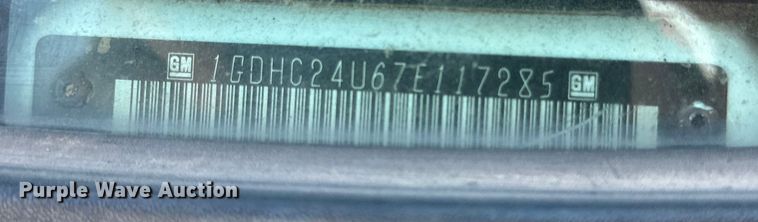 GM 1GDHC24U67E117285 GM
Purple Wave Auction